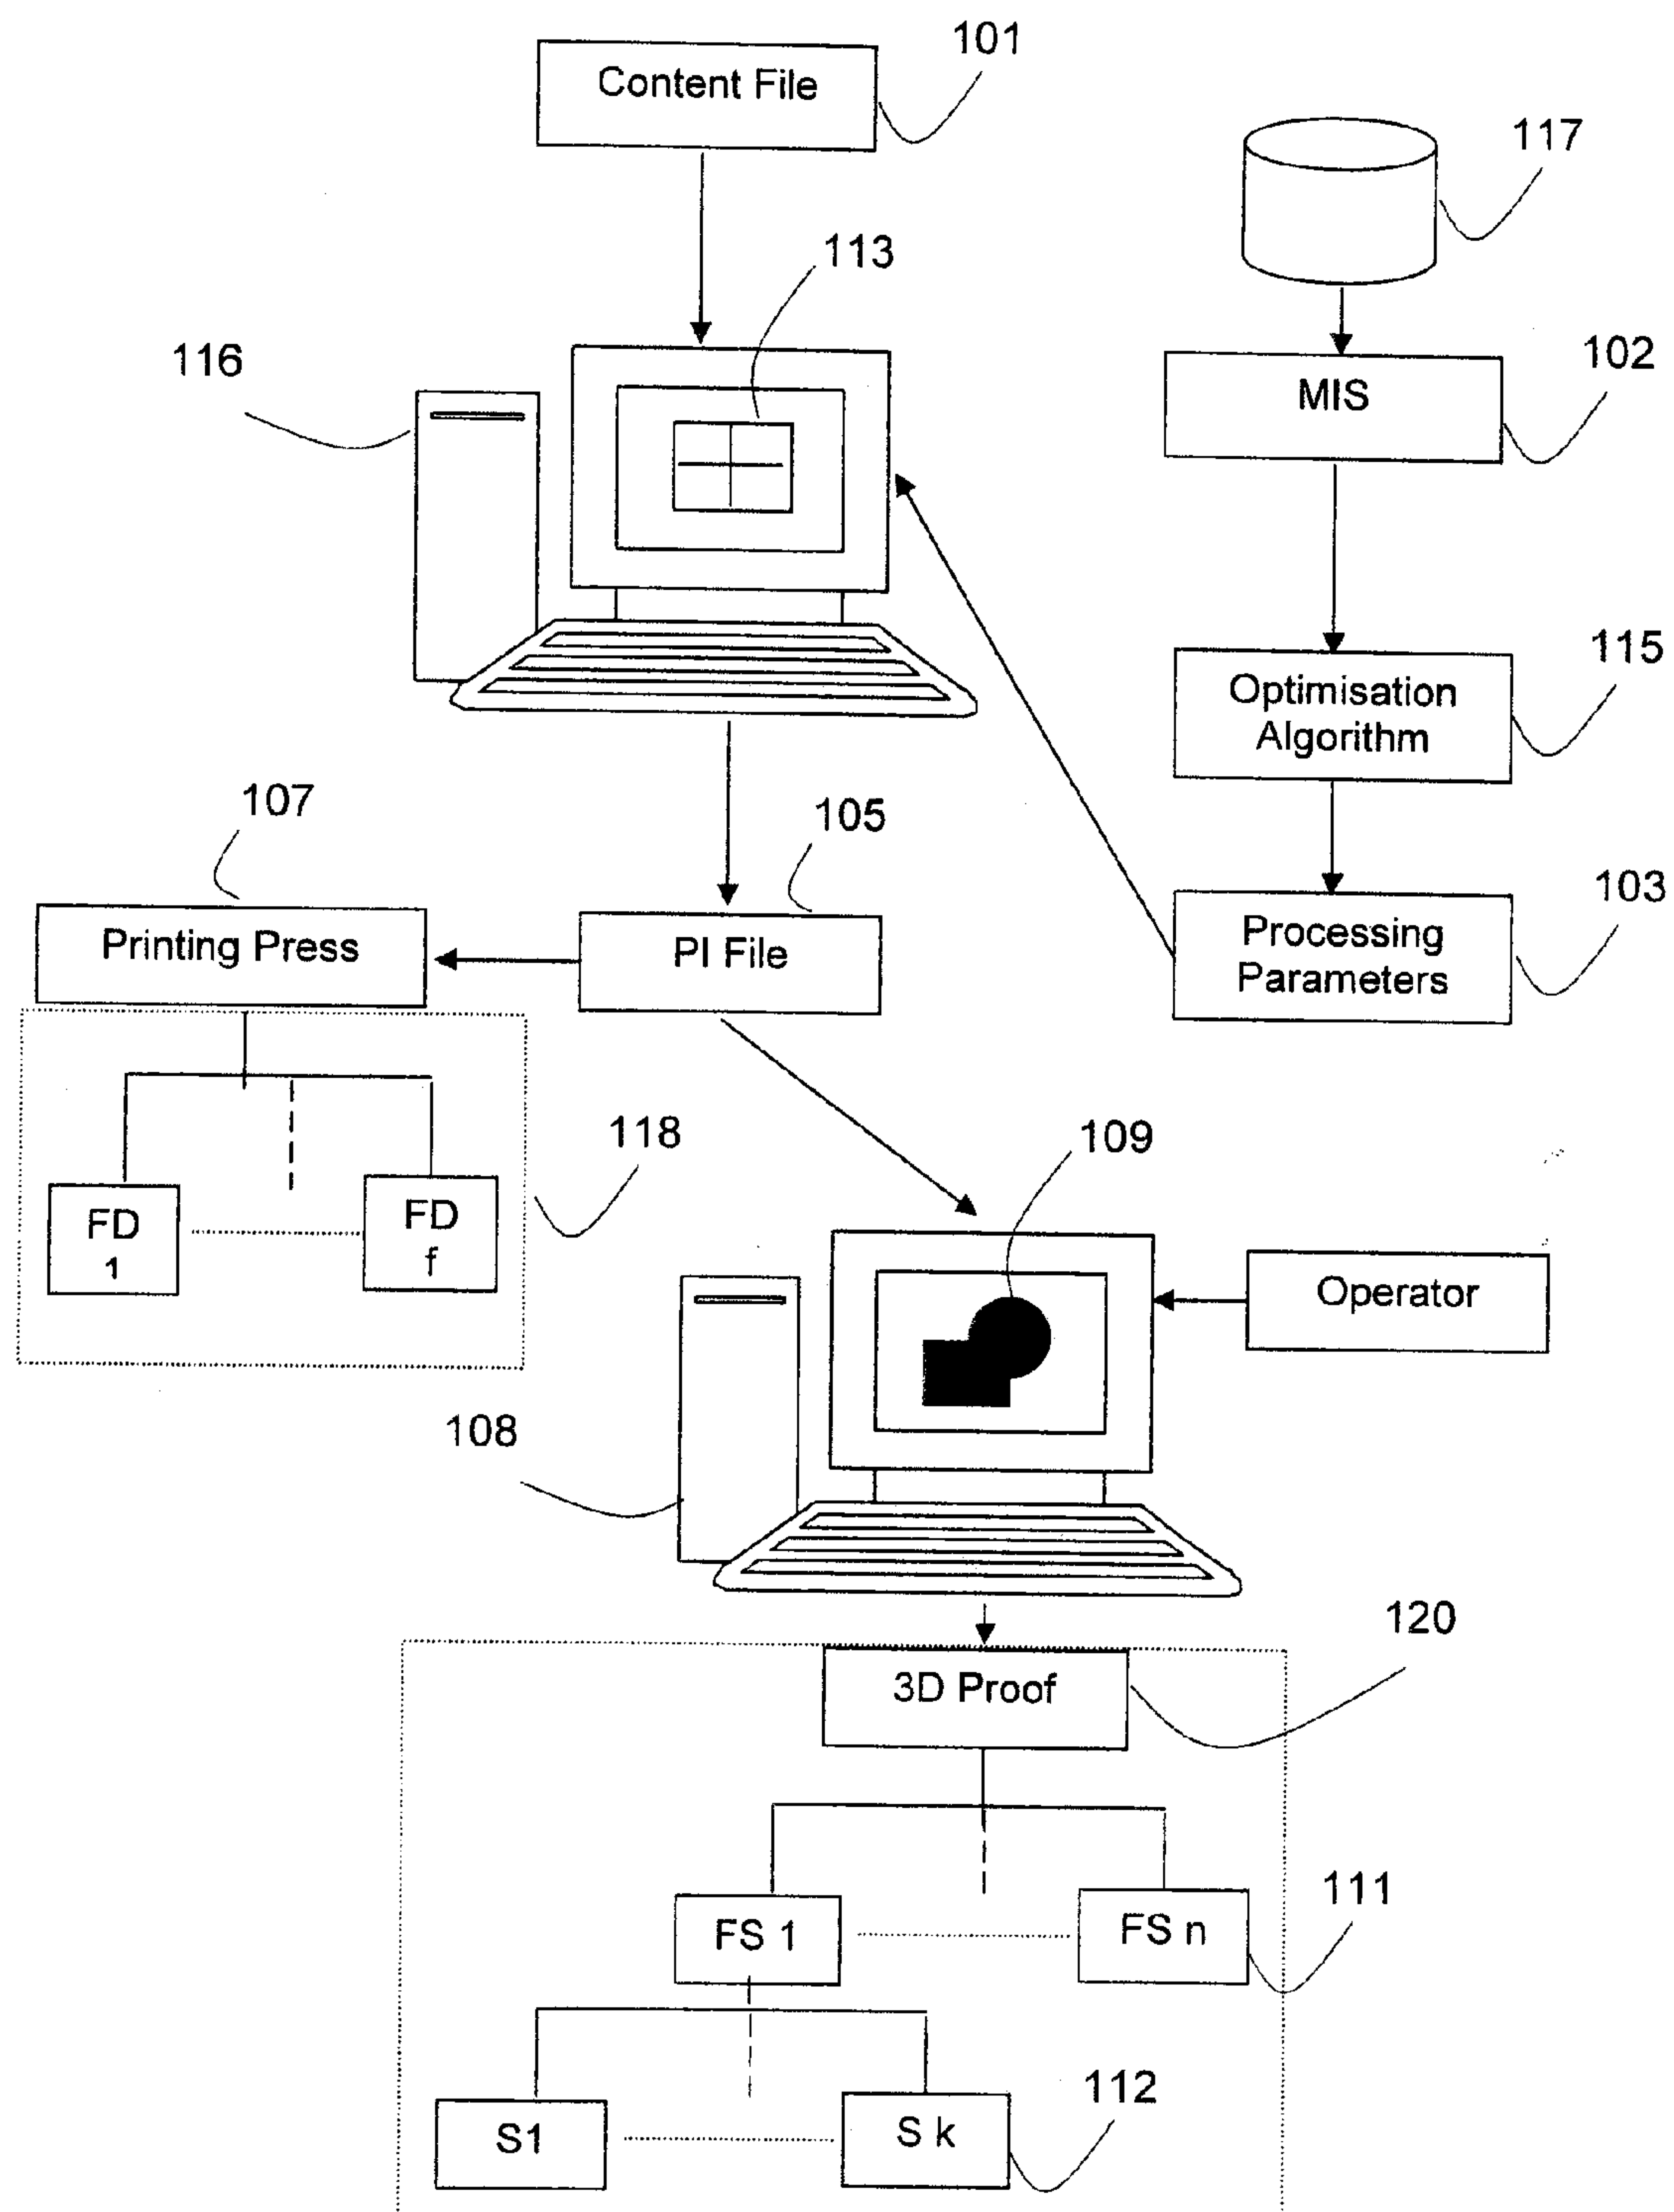 101
Content File
117
113
116
102
MIS
115
Optimisation
Algorithm
107
105
103
Printing Press
PI File
Processing
Parameters
118
109
FD
1
FD
f
Operator
108
120
3D Proof
111
FS 1
FS n
112
S1
S k